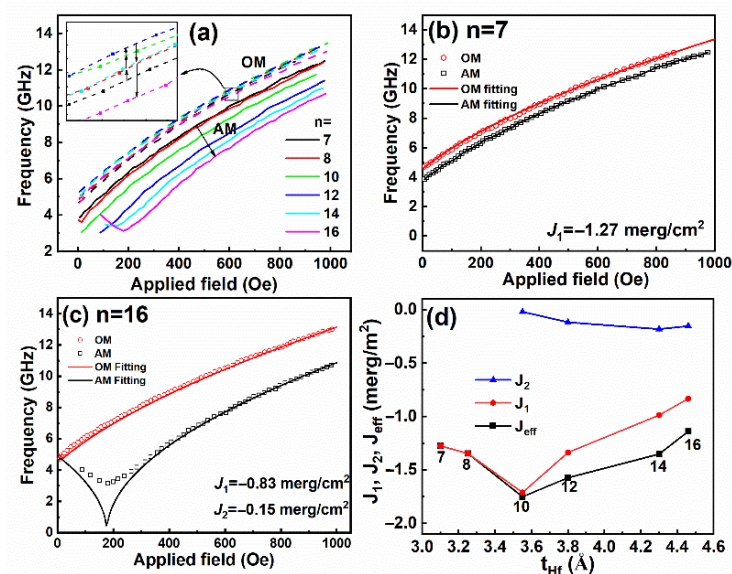 (a)
OM
AM
n=
7
8
10
12
14
16
14
12
10
8
6
4
2
0 200 400 600 800 1000
Frequency (GHz)
Applied field (Oe)
(b) n=7
OM
AM
OM fitting
AM fitting
J₁=−1.27 merg/cm²
14
12
10
8
6
4
2
0
0 200 400 600 800 1000
Frequency (GHz)
Applied field (Oe)
(c) n=16
OM
AM
OM Fitting
AM Fitting
J₁=−0.83 merg/cm²
J₂=−0.15 merg/cm²
14
12
10
8
6
4
2
0
0 200 400 600 800 1000
Frequency (GHz)
Applied field (Oe)
(d)
J₂
J₁
J_eff
7
8
10
12
14
16
0.0
−0.5
−1.0
−1.5
−2.0
3.0 3.2 3.4 3.6 3.8 4.0 4.2 4.4 4.6
J₁, J₂, J_eff (merg/m²)
t_Hf (Å)